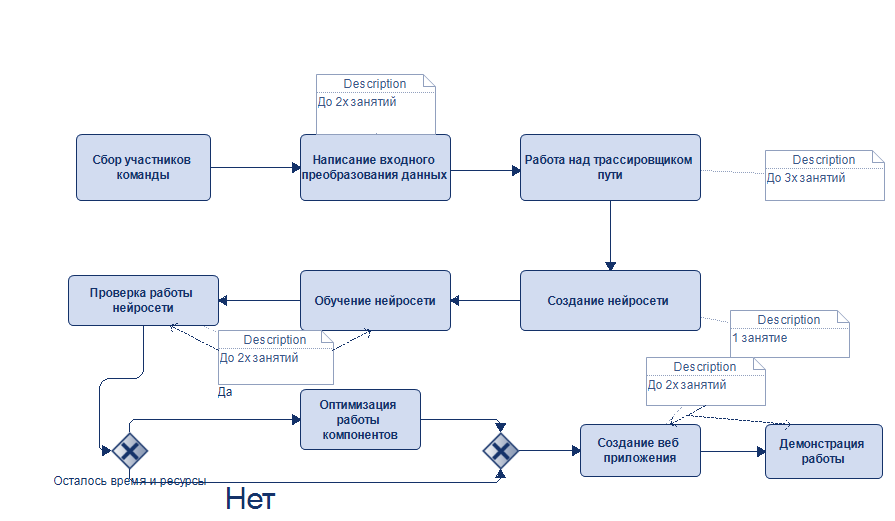 Description
До 2х занятий
Сбор участников
команды
Написание входного
преобразования данных
Работа над трассировщиком
пути
Description
До 3х занятий
Проверка работы
нейросети
Обучение нейросети
Создание нейросети
Description
1 занятие
Description
До 2х занятий
Description
До 2х занятий
Да
Оптимизация
работы
компонентов
Создание веб
приложения
Демонстрация
работы
Осталось время и ресурсы
Нет